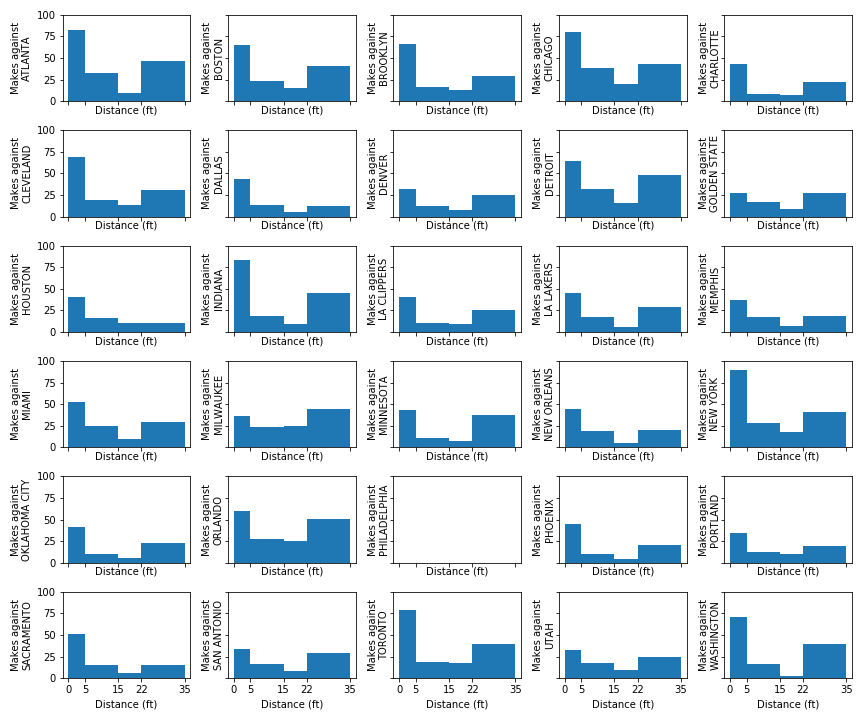 100
75
50
25
0
Makes against
ATLANTA
Distance (ft)
Makes against
BOSTON
Distance (ft)
Makes against
BROOKLYN
Distance (ft)
Makes against
CHICAGO
Distance (ft)
Makes against
CHARLOTTE
Distance (ft)
100
75
50
25
0
Makes against
CLEVELAND
Distance (ft)
Makes against
DALLAS
Distance (ft)
Makes against
DENVER
Distance (ft)
Makes against
DETROIT
Distance (ft)
Makes against
GOLDEN STATE
Distance (ft)
100
75
50
25
0
Makes against
HOUSTON
Distance (ft)
Makes against
INDIANA
Distance (ft)
Makes against
LA CLIPPERS
Distance (ft)
Makes against
LA LAKERS
Distance (ft)
Makes against
MEMPHIS
Distance (ft)
100
75
50
25
0
Makes against
MIAMI
Distance (ft)
Makes against
MILWAUKEE
Distance (ft)
Makes against
MINNESOTA
Distance (ft)
Makes against
NEW ORLEANS
Distance (ft)
Makes against
NEW YORK
Distance (ft)
100
75
50
25
0
Makes against
OKLAHOMA CITY
Distance (ft)
Makes against
ORLANDO
Distance (ft)
Makes against
PHILADELPHIA
Distance (ft)
Makes against
PHOENIX
Distance (ft)
Makes against
PORTLAND
Distance (ft)
100
75
50
25
0
Makes against
SACRAMENTO
0 5 15 22 35
Distance (ft)
Makes against
SAN ANTONIO
0 5 15 22 35
Distance (ft)
Makes against
TORONTO
0 5 15 22 35
Distance (ft)
Makes against
UTAH
0 5 15 22 35
Distance (ft)
Makes against
WASHINGTON
0 5 15 22 35
Distance (ft)